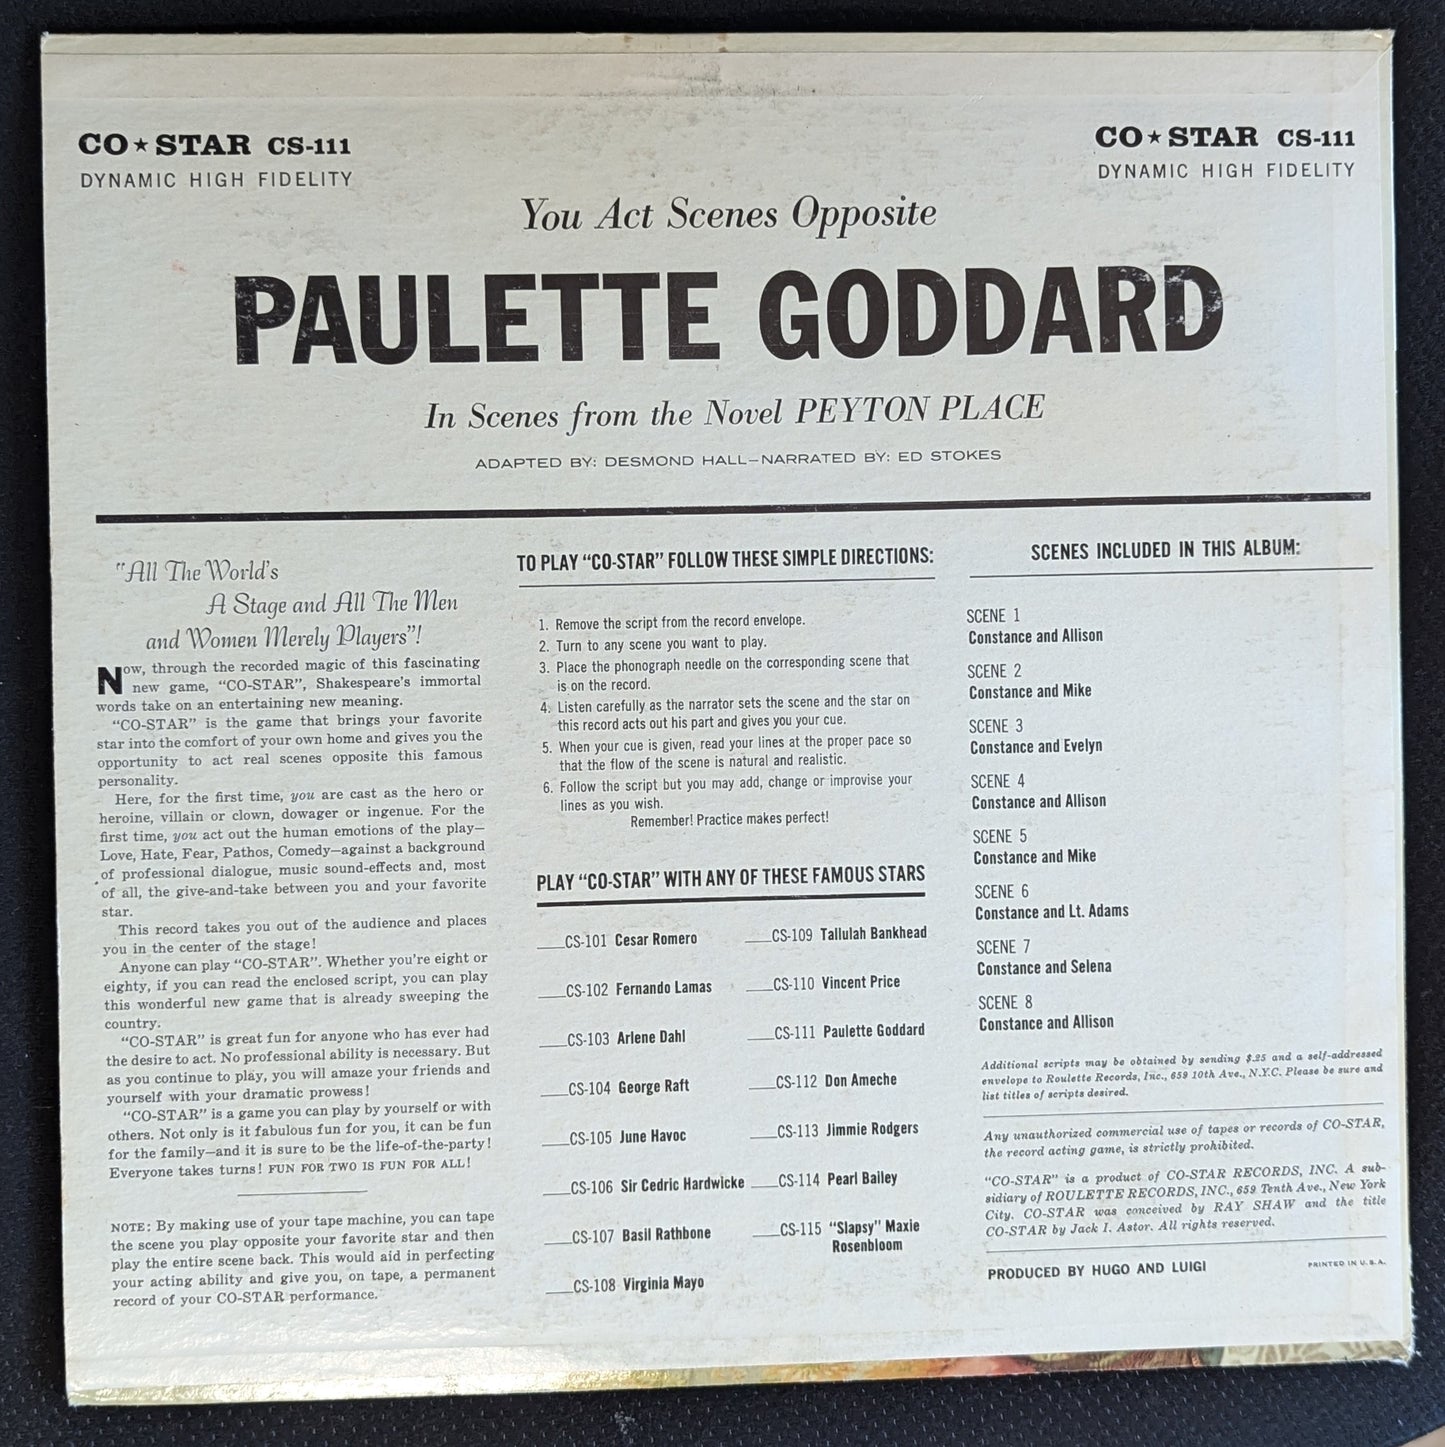 CO★STAR CS-111
DYNAMIC HIGH FIDELITY
CO★STAR CS-111
DYNAMIC HIGH FIDELITY
You Act Scenes Opposite
PAULETTE GODDARD
In Scenes from the Novel PEYTON PLACE
ADAPTED BY: DESMOND HALL—NARRATED BY: ED STOKES
"All The World's
A Stage and All The Men
and Women Merely Players"!
Now, through the recorded magic of this fascinating
new game, "CO-STAR", Shakespeare's immortal
words take on an entertaining new meaning.
"CO-STAR" is the game that brings your favorite
star into the comfort of your own home and gives you the
opportunity to act real scenes opposite this famous
personality.
Here, for the first time, you are cast as the hero or
heroine, villain or clown, dowager or ingenue. For the
first time, you act out the human emotions of the play—
Love, Hate, Fear, Pathos, Comedy—against a background
of professional dialogue, music sound-effects and, most
of all, the give-and-take between you and your favorite
star.
This record takes you out of the audience and places
you in the center of the stage!
Anyone can play "CO-STAR". Whether you're eight or
eighty, if you can read the enclosed script, you can play
this wonderful new game that is already sweeping the
country.
"CO-STAR" is great fun for anyone who has ever had
the desire to act. No professional ability is necessary. But
as you continue to play, you will amaze your friends and
yourself with your dramatic prowess!
"CO-STAR" is a game you can play by yourself or with
others. Not only is it fabulous fun for you, it can be fun
for the family—and it is sure to be the life-of-the-party!
Everyone takes turns! FUN FOR TWO IS FUN FOR ALL!
NOTE: By making use of your tape machine, you can tape
the scene you play opposite your favorite star and then
play the entire scene back. This would aid in perfecting
your acting ability and give you, on tape, a permanent
record of your CO-STAR performance.
TO PLAY "CO-STAR" FOLLOW THESE SIMPLE DIRECTIONS:
1. Remove the script from the record envelope.
2. Turn to any scene you want to play.
3. Place the phonograph needle on the corresponding scene that
is on the record.
4. Listen carefully as the narrator sets the scene and the star on
this record acts out his part and gives you your cue.
5. When your cue is given, read your lines at the proper pace so
that the flow of the scene is natural and realistic.
6. Follow the script but you may add, change or improvise your
lines as you wish.
Remember! Practice makes perfect!
PLAY "CO-STAR" WITH ANY OF THESE FAMOUS STARS
___CS-101 Cesar Romero
___CS-102 Fernando Lamas
___CS-103 Arlene Dahl
___CS-104 George Raft
___CS-105 June Havoc
___CS-106 Sir Cedric Hardwicke
___CS-107 Basil Rathbone
___CS-108 Virginia Mayo
___CS-109 Tallulah Bankhead
___CS-110 Vincent Price
___CS-111 Paulette Goddard
___CS-112 Don Ameche
___CS-113 Jimmie Rodgers
___CS-114 Pearl Bailey
___CS-115 "Slapsy" Maxie
Rosenbloom
SCENES INCLUDED IN THIS ALBUM:
SCENE 1
Constance and Allison
SCENE 2
Constance and Mike
SCENE 3
Constance and Evelyn
SCENE 4
Constance and Allison
SCENE 5
Constance and Mike
SCENE 6
Constance and Lt. Adams
SCENE 7
Constance and Selena
SCENE 8
Constance and Allison
Additional scripts may be obtained by sending $.25 and a self-addressed
envelope to Roulette Records, Inc., 659 10th Ave., N.Y.C. Please be sure and
list titles of scripts desired.
Any unauthorized commercial use of tapes or records of CO-STAR,
the record acting game, is strictly prohibited.
"CO-STAR" is a product of CO-STAR RECORDS, INC. A sub-
sidiary of ROULETTE RECORDS, INC., 659 Tenth Ave., New York
City. CO-STAR was conceived by RAY SHAW and the title
CO-STAR by Jack I. Astor. All rights reserved.
PRODUCED BY HUGO AND LUIGI
PRINTED IN U.S.A.